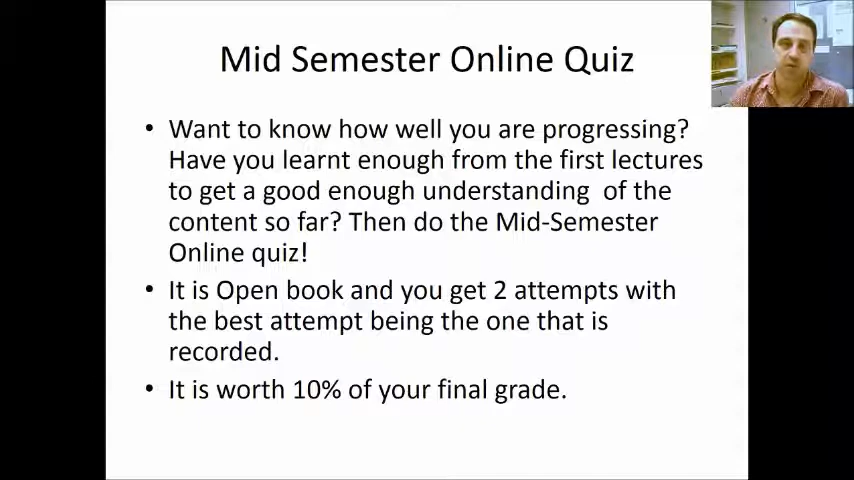 Mid Semester Online Quiz
• Want to know how well you are progressing?
Have you learnt enough from the first lectures
to get a good enough understanding of the
content so far? Then do the Mid-Semester
Online quiz!
• It is Open book and you get 2 attempts with
the best attempt being the one that is
recorded.
• It is worth 10% of your final grade.